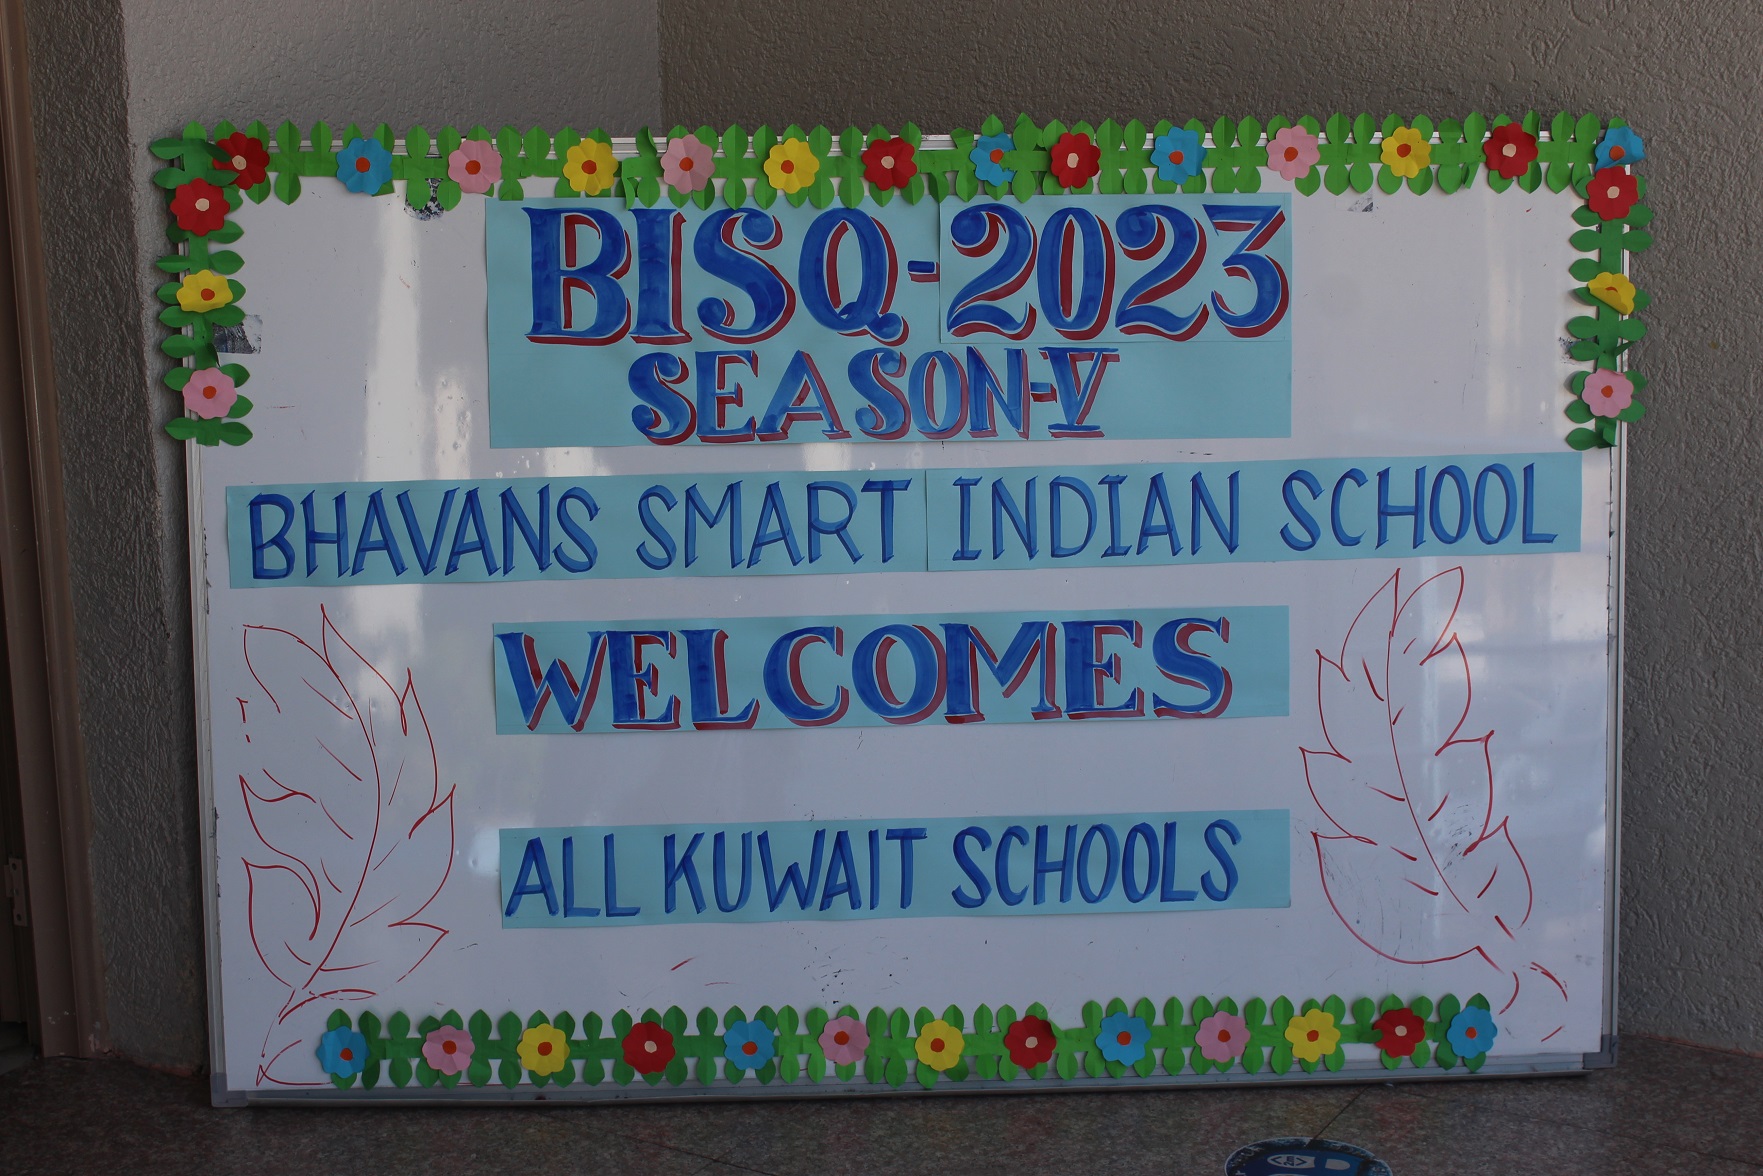 BISQ-2023
SEASON-V
BHAVANS SMART INDIAN SCHOOL
WELCOMES
ALL KUWAIT SCHOOLS